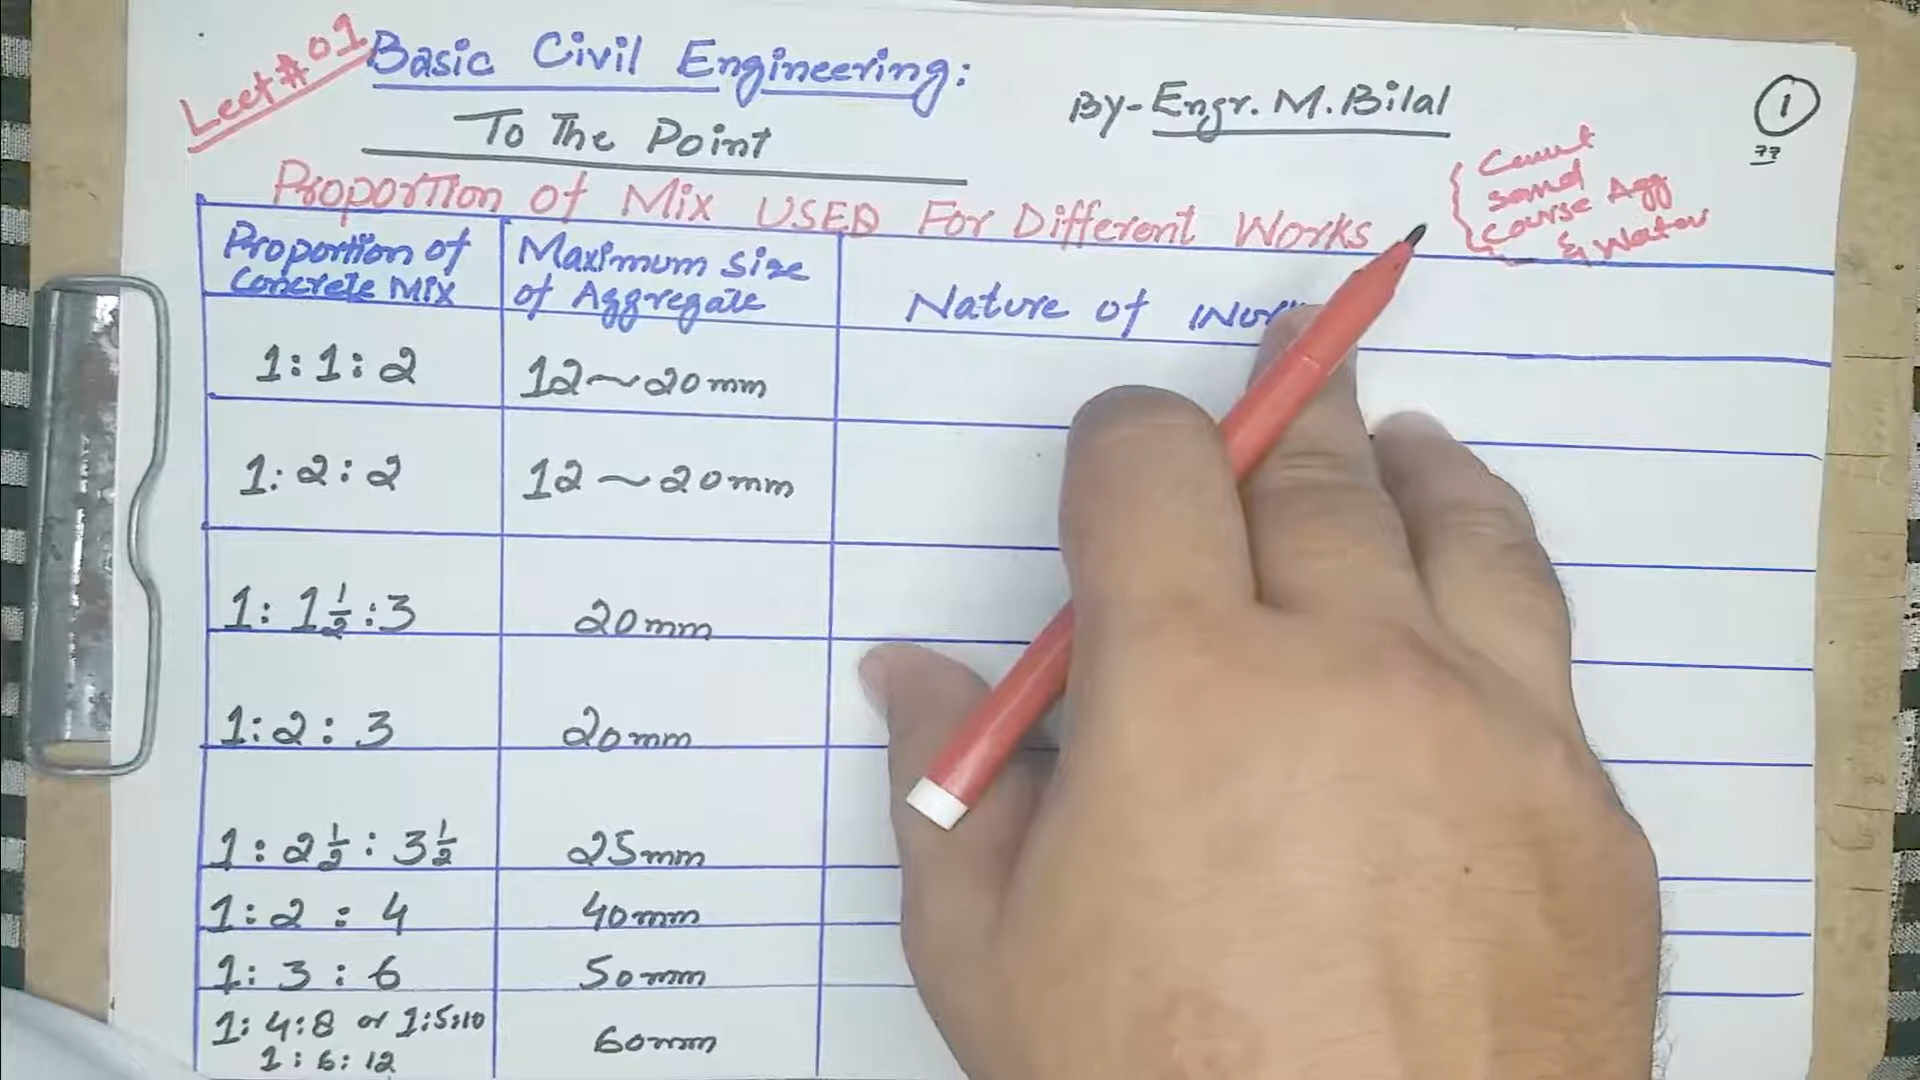 Lect#01
Basic Civil Engineering:
To The Point
By-Engr. M. Bilal
1
77
Proportion of Mix USED For Different Works
sand
Course Agg
& Water
Proportion of Concrete Mix
Maximum Size of Aggregate
Nature of
1:1:2
12~20mm
1:2:2
12~20mm
1:1½:3
20mm
1:2:3
20mm
1:2½:3½
25mm
1:2:4
40mm
1:3:6
50mm
1:4:8 or 1:5:10
1:6:12
60mm